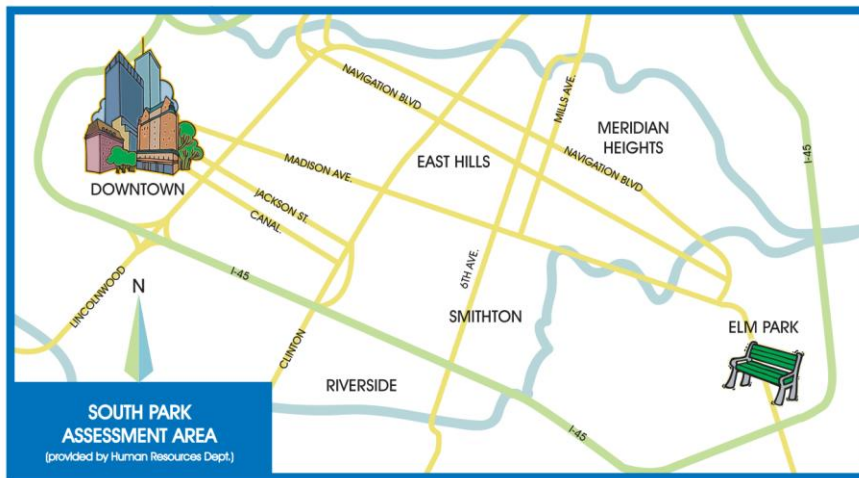 NAVIGATION BLVD
MILLS AVE.
MERIDIAN
HEIGHTS
I-45
MADISON AVE.
EAST HILLS
NAVIGATION BLVD
DOWNTOWN
JACKSON ST.
CANAL.
I-45
6TH AVE.
LINCOLNWOOD
N
SMITHTON
ELM PARK
CLINTON
RIVERSIDE
I-45
SOUTH PARK
ASSESSMENT AREA
(provided by Human Resources Dept.)